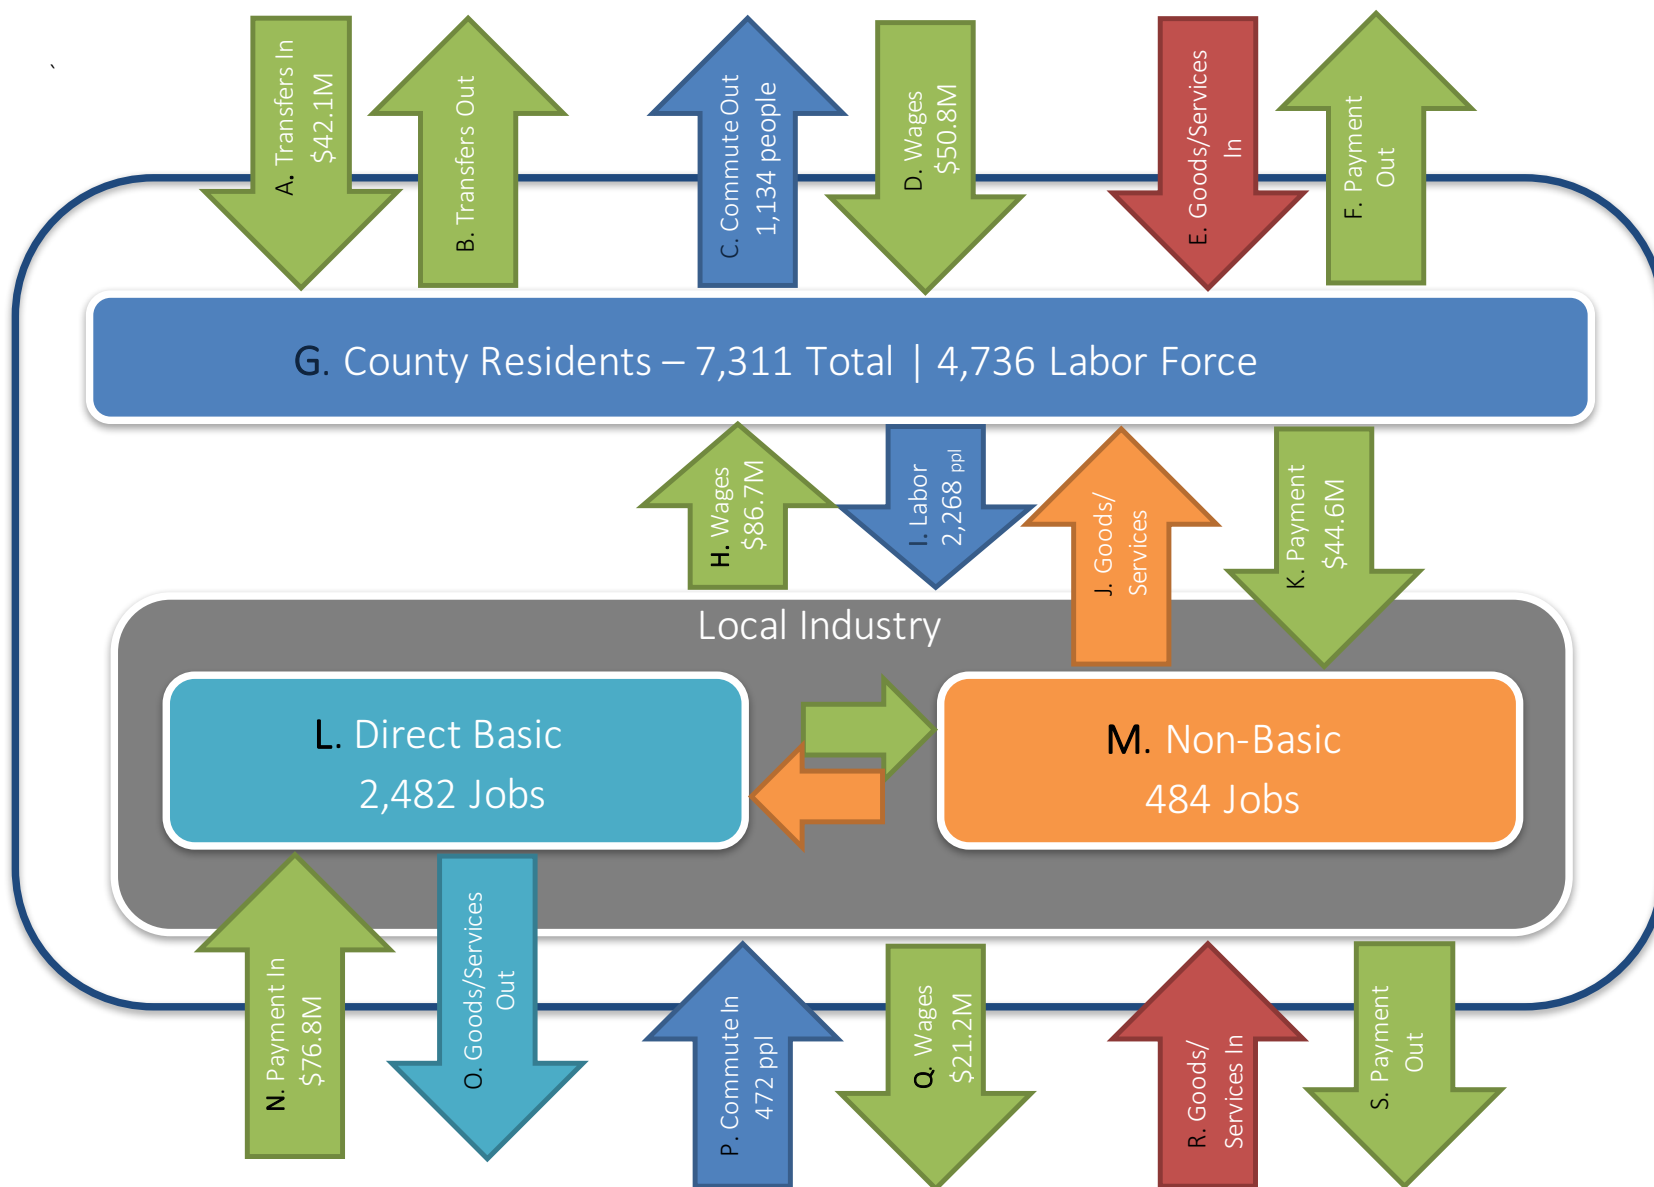 `
A. Transfers In
$42.1M
B. Transfers Out
C. Commute Out
1,134 people
D. Wages
$50.8M
E. Goods/Services
In
F. Payment
Out
G. County Residents – 7,311 Total | 4,736 Labor Force
H. Wages
$86.7M
I. Labor
2,268 ppl
J. Goods/
Services
K. Payment
$44.6M
Local Industry
L. Direct Basic
2,482 Jobs
M. Non-Basic
484 Jobs
N. Payment In
$76.8M
O. Goods/Services
Out
P. Commute In
472 ppl
Q. Wages
$21.2M
R. Goods/
Services In
S. Payment
Out